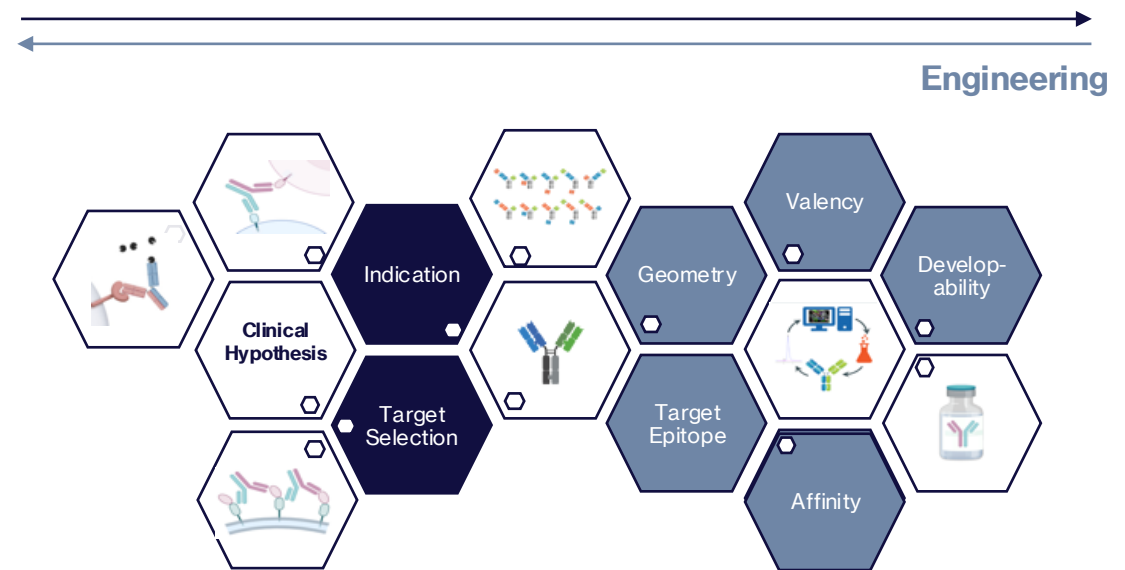 Engineering
Valency
Indication
Geometry
Develop-
ability
Clinical
Hypothesis
Target
Selection
Target
Epitope
Affinity